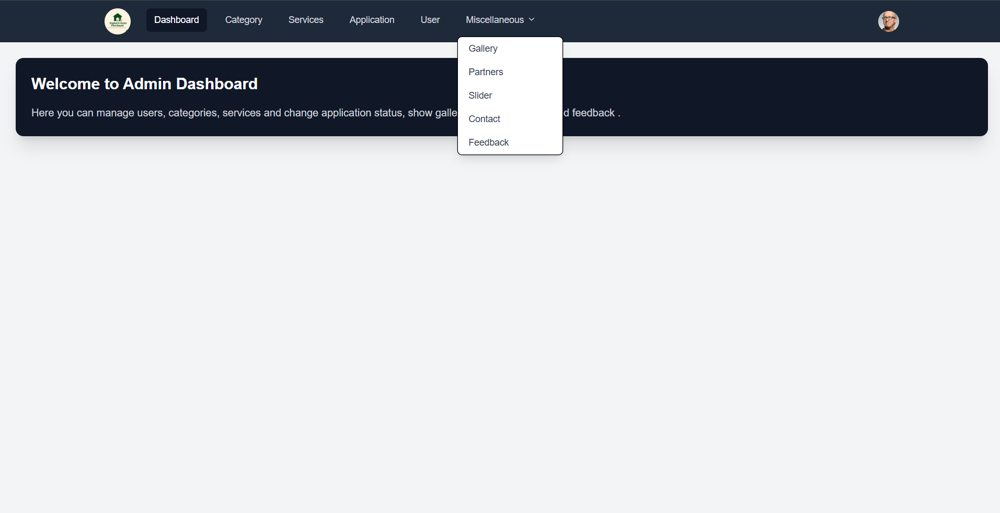 Digital E-Gram
Panchayat
Dashboard
Category
Services
Application
User
Miscellaneous
Gallery
Partners
Slider
Contact
Feedback
Welcome to Admin Dashboard
Here you can manage users, categories, services and change application status, show galle d feedback .